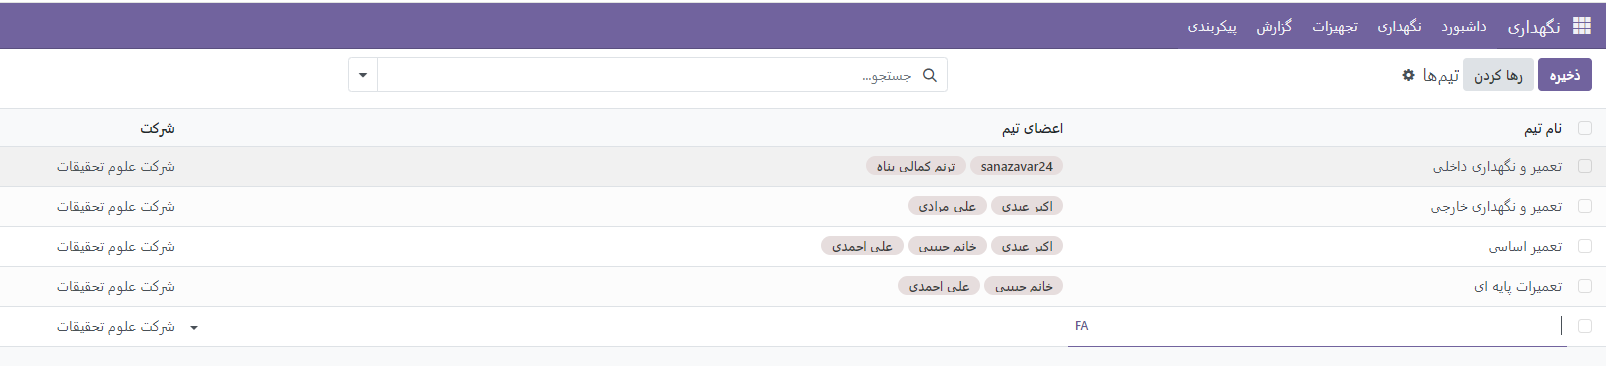 نگهداری داشبورد نگهداری تجهیزات گزارش پیکربندی
ذخیره رها کردن تیم‌ها جستجو...
نام تیم اعضای تیم شرکت
تعمیر و نگهداری داخلی sanazavar24 ترنم کمالی پناه شرکت علوم تحقیقات
تعمیر و نگهداری خارجی اکبر عبدی علی مرادی شرکت علوم تحقیقات
تعمیر اساسی اکبر عبدی خانم حبیبی علی احمدی شرکت علوم تحقیقات
تعمیرات پایه ای خانم حبیبی علی احمدی شرکت علوم تحقیقات
FA شرکت علوم تحقیقات